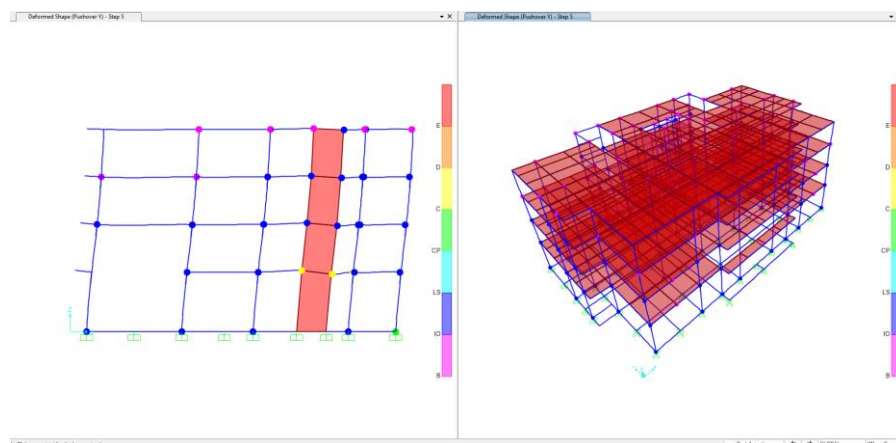 Deformed Shape (Pushover Y) - Step 5
E
D
C
CP
LS
IO
B
Deformed Shape (Pushover Y) - Step 5
E
D
C
CP
LS
IO
B